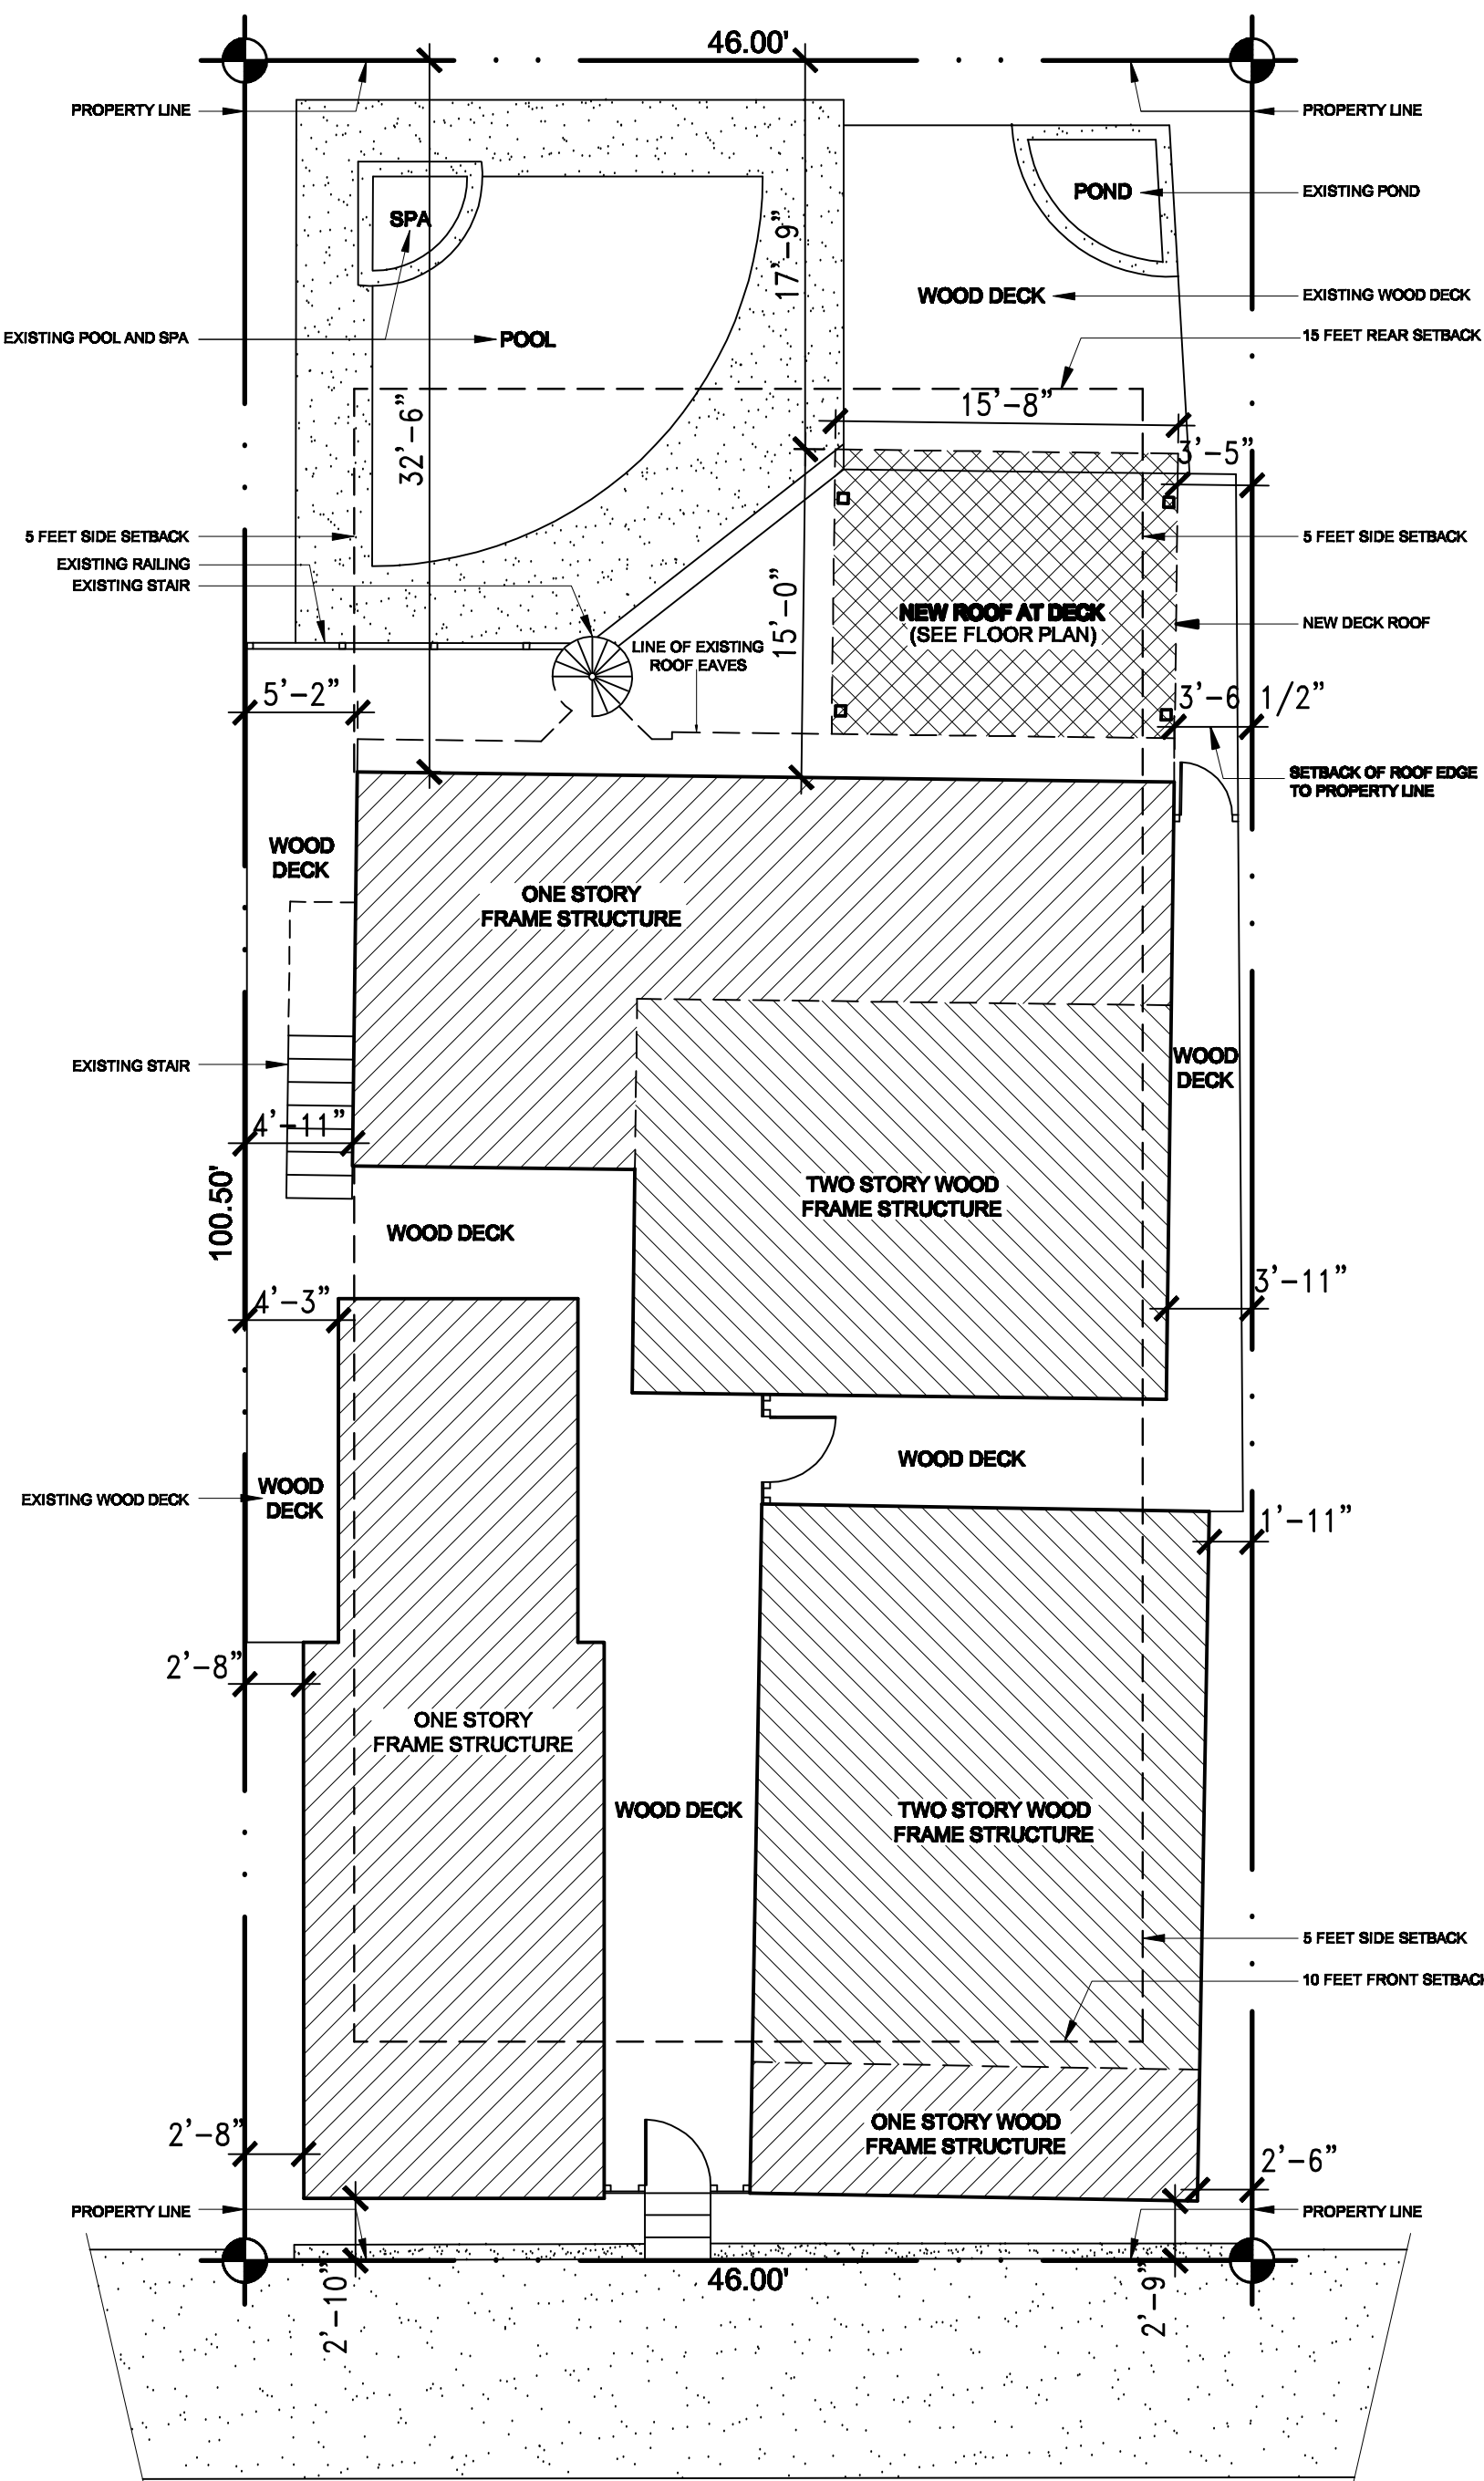 46.00'
PROPERTY LINE
PROPERTY LINE
SPA
POND
EXISTING POND
17'-9"
WOOD DECK
EXISTING WOOD DECK
EXISTING POOL AND SPA
POOL
15 FEET REAR SETBACK
32'-6"
15'-8"
3'-5"
5 FEET SIDE SETBACK
5 FEET SIDE SETBACK
EXISTING RAILING
EXISTING STAIR
15'-0"
NEW ROOF AT DECK
(SEE FLOOR PLAN)
NEW DECK ROOF
LINE OF EXISTING
ROOF EAVES
5'-2"
3'-6 1/2"
SETBACK OF ROOF EDGE
TO PROPERTY LINE
WOOD
DECK
ONE STORY
FRAME STRUCTURE
EXISTING STAIR
WOOD
DECK
4'-11"
100.50'
TWO STORY WOOD
FRAME STRUCTURE
WOOD DECK
4'-3"
3'-11"
WOOD DECK
EXISTING WOOD DECK
WOOD
DECK
1'-11"
2'-8"
ONE STORY
FRAME STRUCTURE
WOOD DECK
TWO STORY WOOD
FRAME STRUCTURE
5 FEET SIDE SETBACK
10 FEET FRONT SETBACK
2'-8"
ONE STORY WOOD
FRAME STRUCTURE
2'-6"
PROPERTY LINE
PROPERTY LINE
46.00'
2'-10"
2'-9"